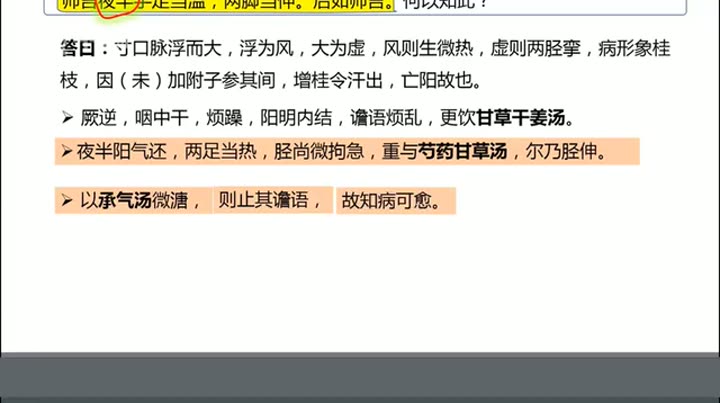 师言夜半手足当温，两脚当伸。后如师言。何以知此？
答曰：寸口脉浮而大，浮为风，大为虚，风则生微热，虚则两胫挛，病形象桂
枝，因（未）加附子参其间，增桂令汗出，亡阳故也。
➢ 厥逆，咽中干，烦躁，阳明内结，谵语烦乱，更饮甘草干姜汤。
➢夜半阳气还，两足当热，胫尚微拘急，重与芍药甘草汤，尔乃胫伸。
➢ 以承气汤微溏， 则止其谵语， 故知病可愈。